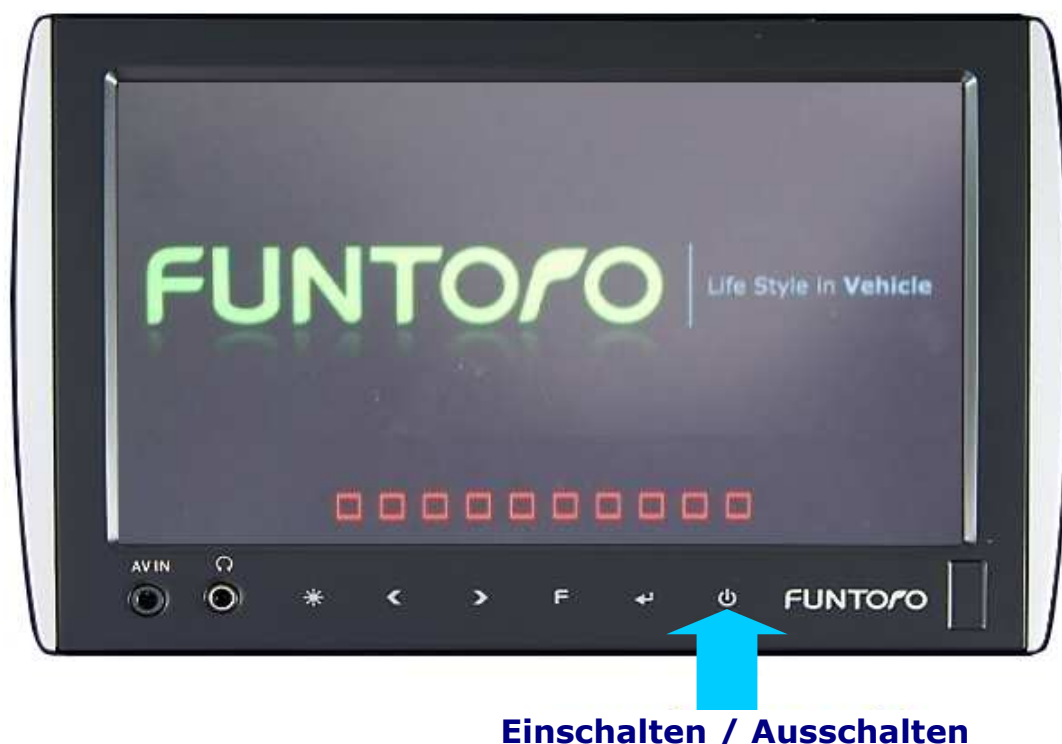 FUNTORO
Life Style in Vehicle
AV IN
F
FUNTORO
Einschalten / Ausschalten